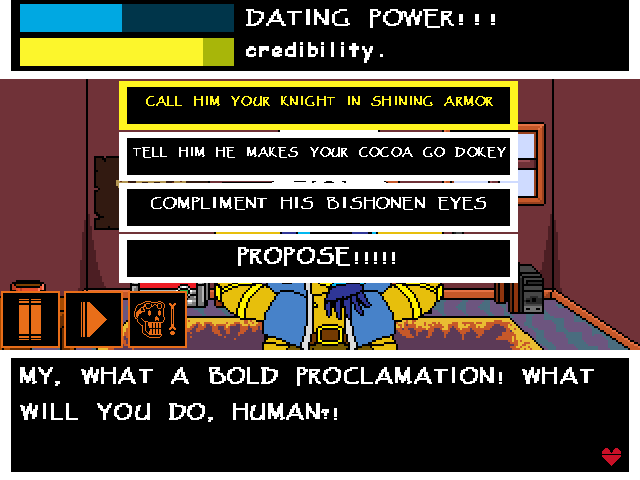 DATING POWER!!!
credibility.
CALL HIM YOUR KNIGHT IN SHINING ARMOR
TELL HIM HE MAKES YOUR COCOA GO DOKEY
COMPLIMENT HIS BISHONEN EYES
PROPOSE!!!!!
MY, WHAT A BOLD PROCLAMATION! WHAT
WILL YOU DO, HUMAN?!